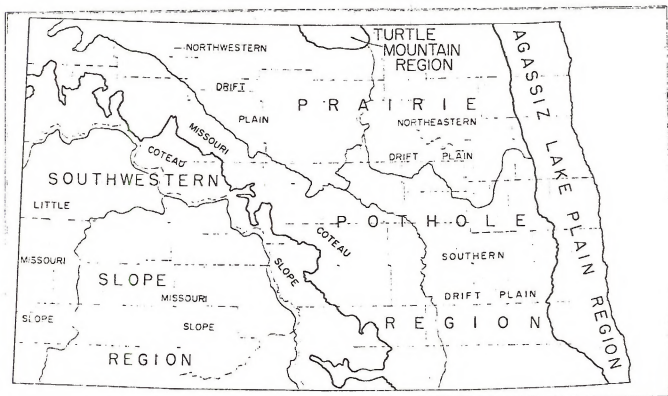 TURTLE
MOUNTAIN
REGION
NORTHWESTERN
DRIFT
PLAIN
PRAIRIE
NORTHEASTERN
DRIFT PLAIN
AGASSIZ LAKE PLAIN REGION
MISSOURI
COTEAU
SOUTHWESTERN
LITTLE
MISSOURI
SLOPE
POTHOLE
COTEAU
SLOPE
SOUTHERN
DRIFT PLAIN
REGION
SLOPE
MISSOURI
SLOPE
REGION